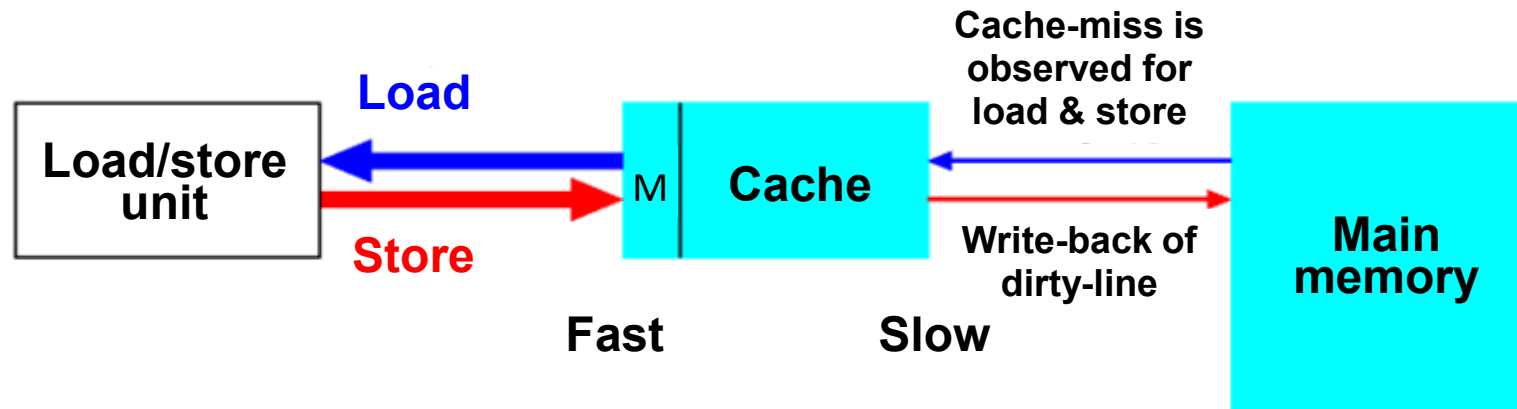 Cache-miss is
observed for
load & store
Load
Load/store
unit
M
Cache
Store
Write-back of
dirty-line
Main
memory
Fast
Slow